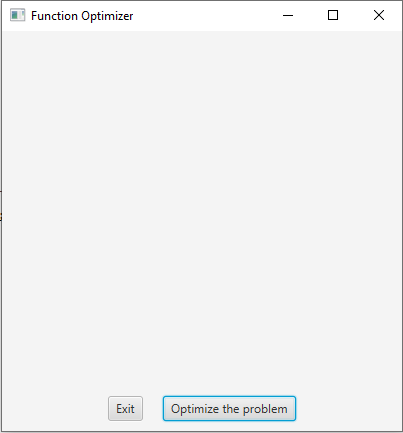 Function Optimizer
Exit
Optimize the problem